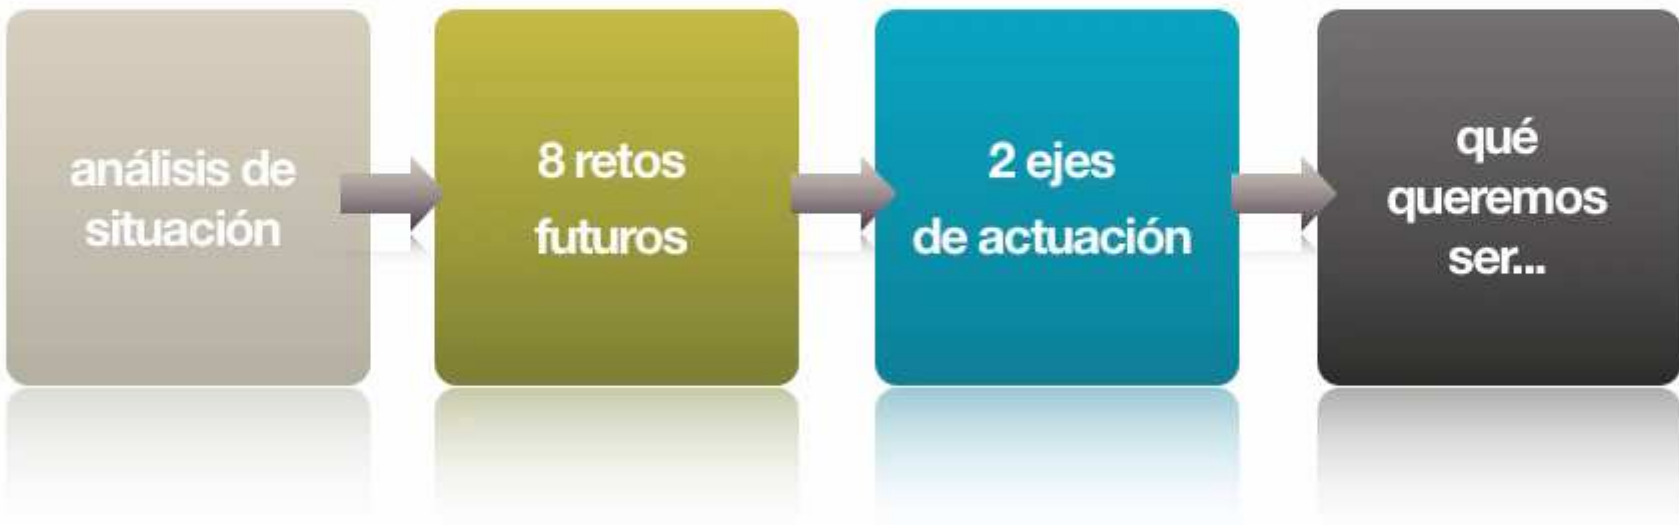 análisis de
situación
8 retos
futuros
2 ejes
de actuación
qué
queremos
ser...